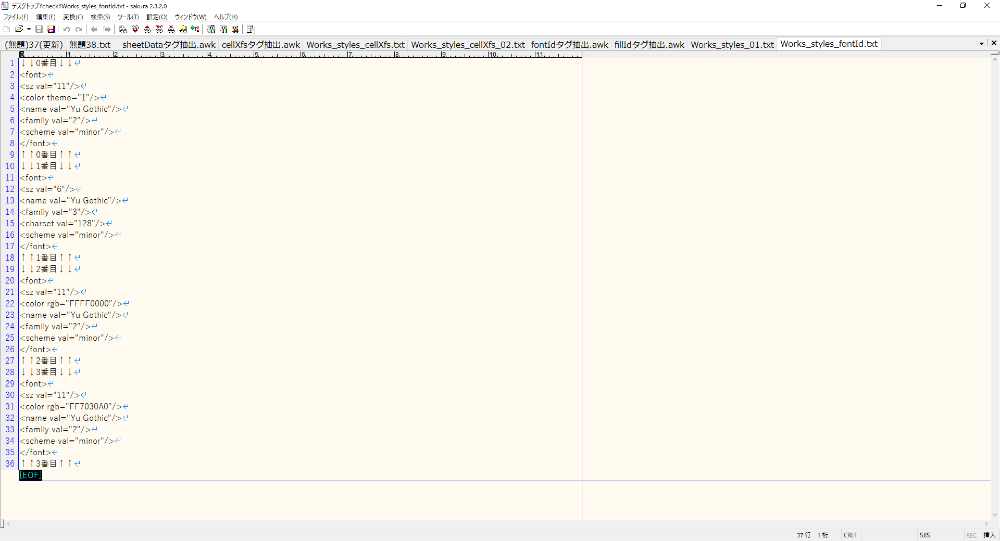 デスクトップ¥check¥Works_styles_fontId.txt - sakura 2.3.2.0
ファイル(F) 編集(E) 変換(C) 検索(S) ツール(T) 設定(O) ウィンドウ(W) ヘルプ(H)
(無題)37(更新) 無題38.txt sheetDataタグ抽出.awk cellXfsタグ抽出.awk Works_styles_cellXfs.txt Works_styles_cellXfs_02.txt fontIdタグ抽出.awk fillIdタグ抽出.awk Works_styles_01.txt Works_styles_fontId.txt
0 1 2 3 4 5 6 7 8 9 10 11
1 ↓↓0番目↓↓↵
2 <font>↵
3 <sz val="11"/>↵
4 <color theme="1"/>↵
5 <name val="Yu Gothic"/>↵
6 <family val="2"/>↵
7 <scheme val="minor"/>↵
8 </font>↵
9 ↑↑0番目↑↑↵
10 ↓↓1番目↓↓↵
11 <font>↵
12 <sz val="6"/>↵
13 <name val="Yu Gothic"/>↵
14 <family val="3"/>↵
15 <charset val="128"/>↵
16 <scheme val="minor"/>↵
17 </font>↵
18 ↑↑1番目↑↑↵
19 ↓↓2番目↓↓↵
20 <font>↵
21 <sz val="11"/>↵
22 <color rgb="FFFF0000"/>↵
23 <name val="Yu Gothic"/>↵
24 <family val="2"/>↵
25 <scheme val="minor"/>↵
26 </font>↵
27 ↑↑2番目↑↑↵
28 ↓↓3番目↓↓↵
29 <font>↵
30 <sz val="11"/>↵
31 <color rgb="FF7030A0"/>↵
32 <name val="Yu Gothic"/>↵
33 <family val="2"/>↵
34 <scheme val="minor"/>↵
35 </font>↵
36 ↑↑3番目↑↑↵
[EOF]
37 行 1 桁 CRLF SJIS REC 挿入